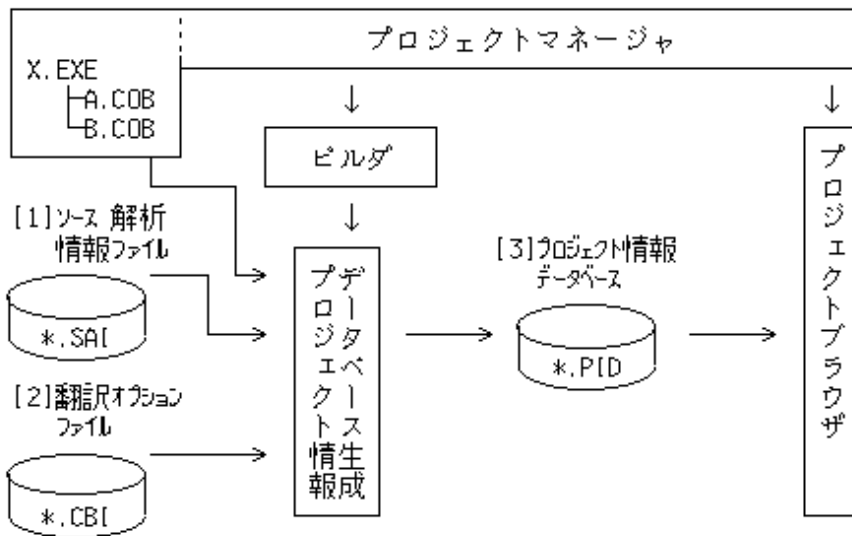 プロジェクトマネージャ
X.EXE
A.COB
B.COB
ビルダ
プロジェクトブラウザ
[1]ソース 解析
情報ファイル
*.SAI
[2]翻訳オプション
ファイル
*.CBI
プロジェクト情報
データベース生成
[3]プロジェクト情報
データベース
*.PID